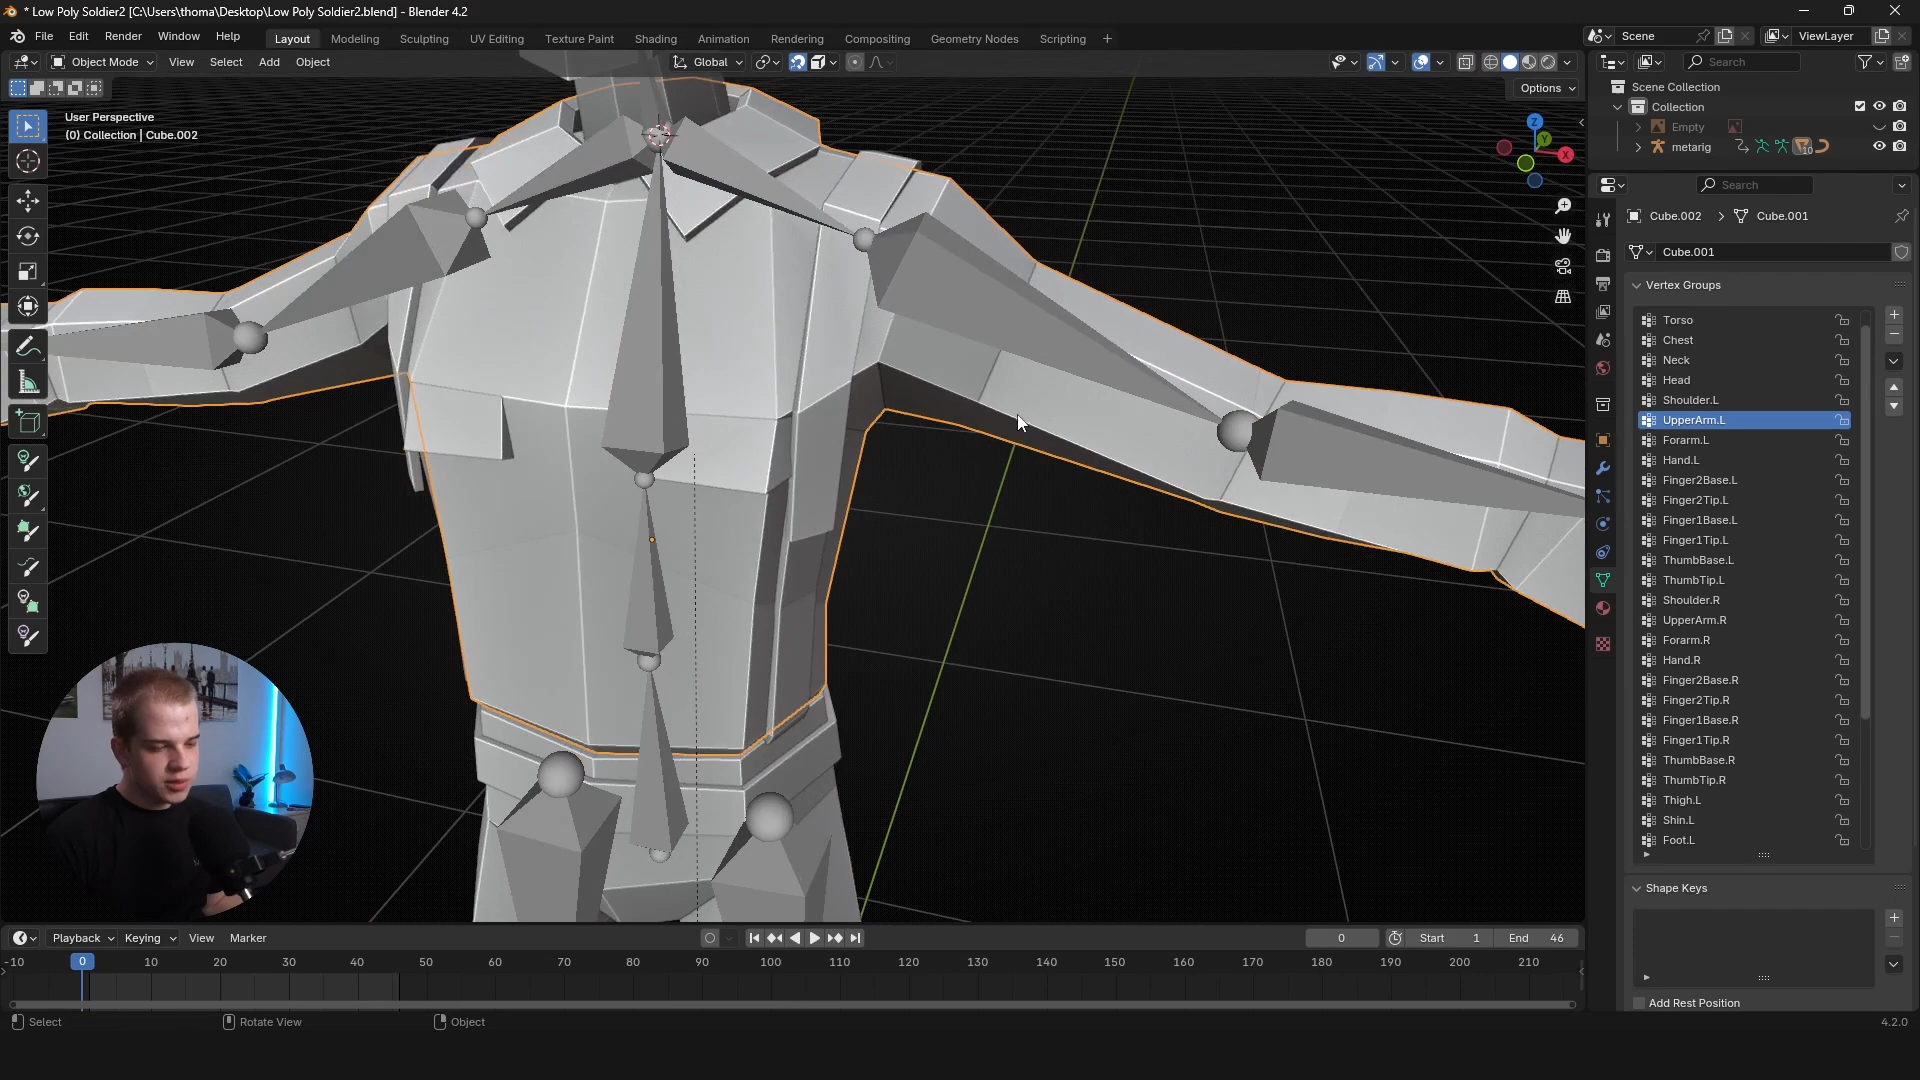 * Low Poly Soldier2 [C:\Users\thoma\Desktop\Low Poly Soldier2.blend] - Blender 4.2
File Edit Render Window Help
Layout Modeling Sculpting UV Editing Texture Paint Shading Animation Rendering Compositing Geometry Nodes Scripting +
Scene
ViewLayer
Object Mode View Select Add Object
Global
Search
Options
User Perspective
(0) Collection | Cube.002
Z
Y
X
Scene Collection
Collection
Empty
metarig
10
Search
Cube.002 > Cube.001
Cube.001
Vertex Groups
Torso
Chest
Neck
Head
Shoulder.L
UpperArm.L
Forarm.L
Hand.L
Finger2Base.L
Finger2Tip.L
Finger1Base.L
Finger1Tip.L
ThumbBase.L
ThumbTip.L
Shoulder.R
UpperArm.R
Forarm.R
Hand.R
Finger2Base.R
Finger2Tip.R
Finger1Base.R
Finger1Tip.R
ThumbBase.R
ThumbTip.R
Thigh.L
Shin.L
Foot.L
Shape Keys
Add Rest Position
Playback Keying View Marker
0
Start 1 End 46
-10 0 10 20 30 40 50 60 70 80 90 100 110 120 130 140 150 160 170 180 190 200 210
Select
Rotate View
Object
4.2.0